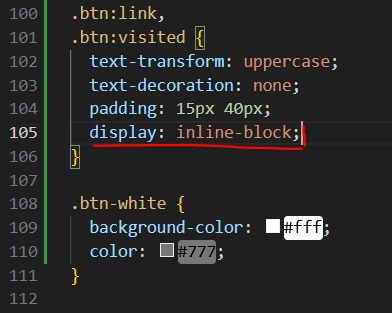 100 .btn:link,
101 .btn:visited {
102 text-transform: uppercase;
103 text-decoration: none;
104 padding: 15px 40px;
105 display: inline-block;
106 }
107
108 .btn-white {
109 background-color: #fff;
110 color: #777;
111 }
112